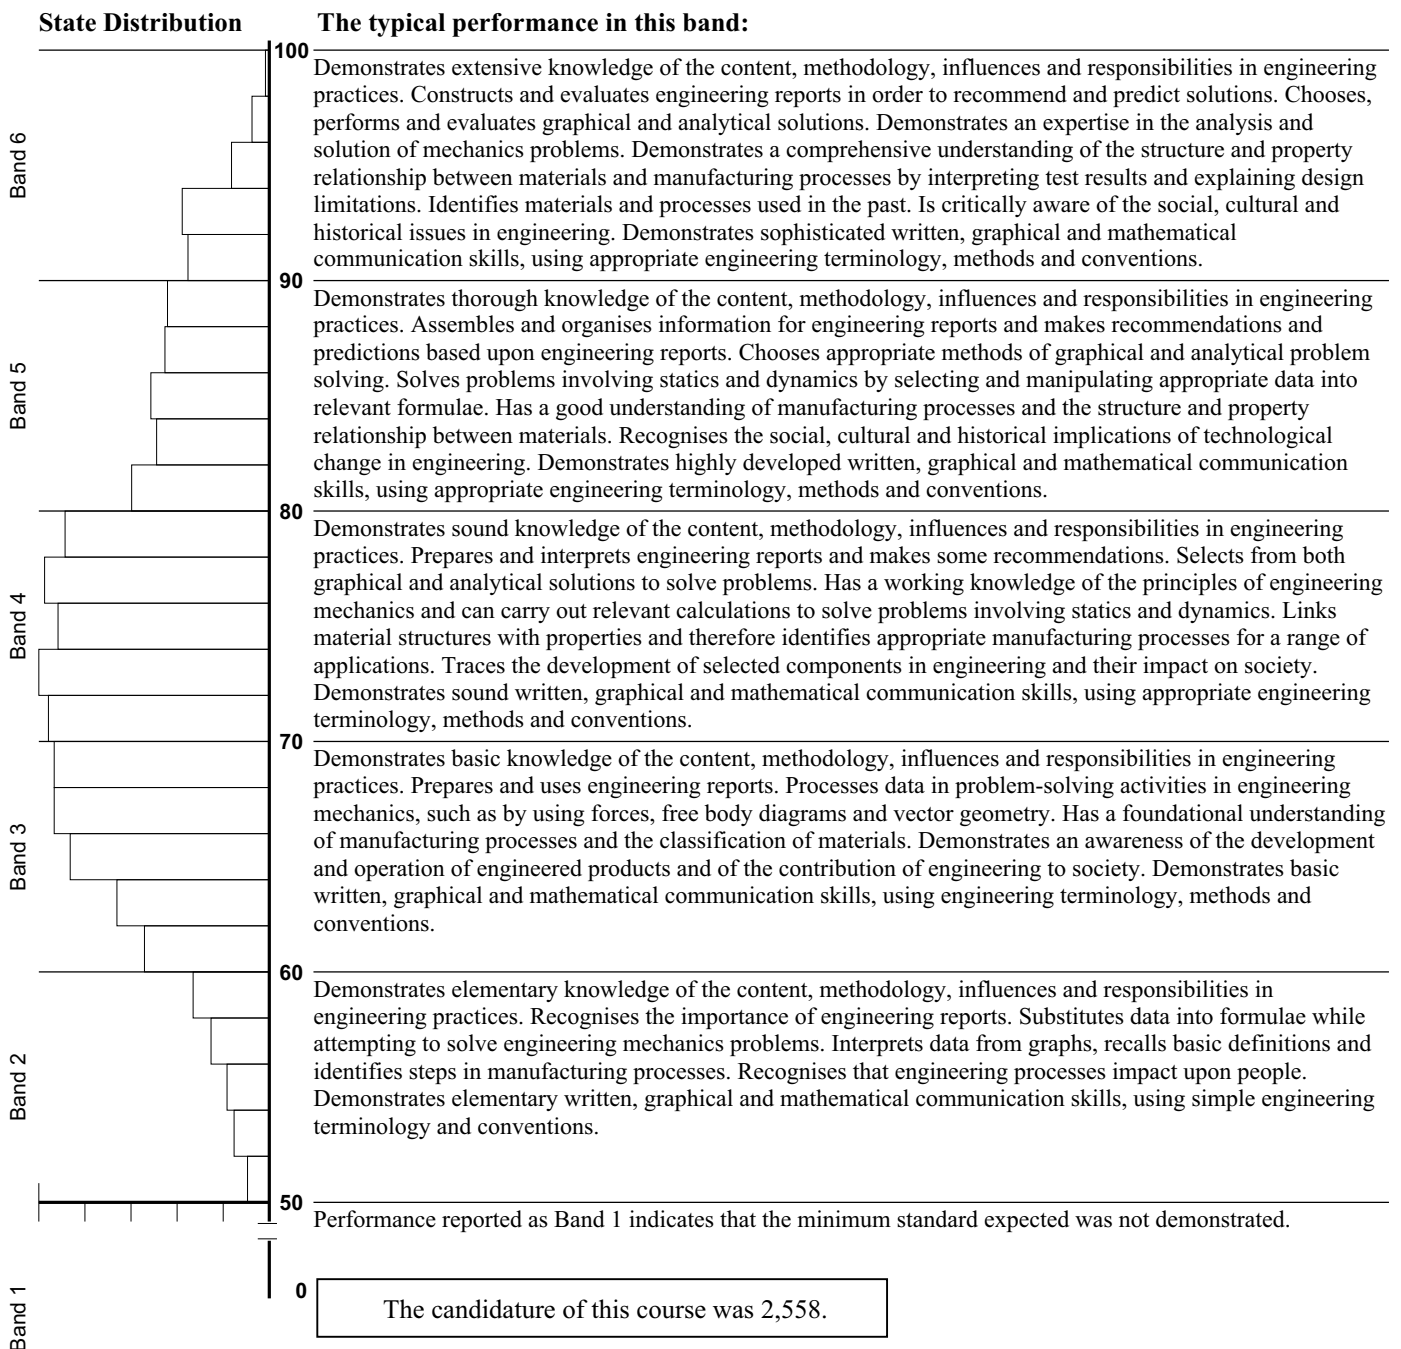 State Distribution
The typical performance in this band:
100
Demonstrates extensive knowledge of the content, methodology, influences and responsibilities in engineering
practices. Constructs and evaluates engineering reports in order to recommend and predict solutions. Chooses,
performs and evaluates graphical and analytical solutions. Demonstrates an expertise in the analysis and
solution of mechanics problems. Demonstrates a comprehensive understanding of the structure and property
relationship between materials and manufacturing processes by interpreting test results and explaining design
limitations. Identifies materials and processes used in the past. Is critically aware of the social, cultural and
historical issues in engineering. Demonstrates sophisticated written, graphical and mathematical
communication skills, using appropriate engineering terminology, methods and conventions.
Band 6
90
Demonstrates thorough knowledge of the content, methodology, influences and responsibilities in engineering
practices. Assembles and organises information for engineering reports and makes recommendations and
predictions based upon engineering reports. Chooses appropriate methods of graphical and analytical problem
solving. Solves problems involving statics and dynamics by selecting and manipulating appropriate data into
relevant formulae. Has a good understanding of manufacturing processes and the structure and property
relationship between materials. Recognises the social, cultural and historical implications of technological
change in engineering. Demonstrates highly developed written, graphical and mathematical communication
skills, using appropriate engineering terminology, methods and conventions.
Band 5
80
Demonstrates sound knowledge of the content, methodology, influences and responsibilities in engineering
practices. Prepares and interprets engineering reports and makes some recommendations. Selects from both
graphical and analytical solutions to solve problems. Has a working knowledge of the principles of engineering
mechanics and can carry out relevant calculations to solve problems involving statics and dynamics. Links
material structures with properties and therefore identifies appropriate manufacturing processes for a range of
applications. Traces the development of selected components in engineering and their impact on society.
Demonstrates sound written, graphical and mathematical communication skills, using appropriate engineering
terminology, methods and conventions.
Band 4
70
Demonstrates basic knowledge of the content, methodology, influences and responsibilities in engineering
practices. Prepares and uses engineering reports. Processes data in problem-solving activities in engineering
mechanics, such as by using forces, free body diagrams and vector geometry. Has a foundational understanding
of manufacturing processes and the classification of materials. Demonstrates an awareness of the development
and operation of engineered products and of the contribution of engineering to society. Demonstrates basic
written, graphical and mathematical communication skills, using engineering terminology, methods and
conventions.
Band 3
60
Demonstrates elementary knowledge of the content, methodology, influences and responsibilities in
engineering practices. Recognises the importance of engineering reports. Substitutes data into formulae while
attempting to solve engineering mechanics problems. Interprets data from graphs, recalls basic definitions and
identifies steps in manufacturing processes. Recognises that engineering processes impact upon people.
Demonstrates elementary written, graphical and mathematical communication skills, using simple engineering
terminology and conventions.
Band 2
50
Performance reported as Band 1 indicates that the minimum standard expected was not demonstrated.
0
Band 1
The candidature of this course was 2,558.